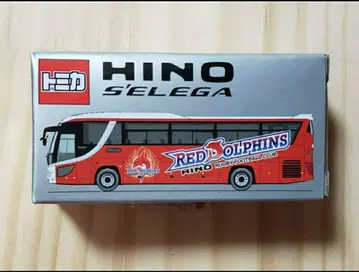 トミカ
HINO
S'ELEGA
RED DOLPHINS
HINO RUGBY FOOTBALL CLUB